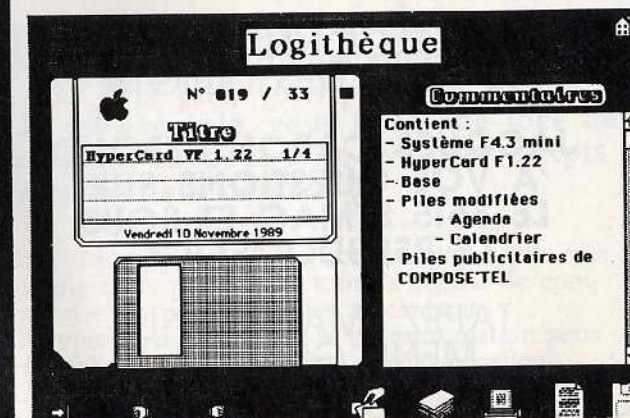 Logithèque
N° 019 / 33
Titre
HyperCard VF 1.22 1/4
Vendredi 10 Novembre 1989
Commentaires
Contient :
- Système F4.3 mini
- HyperCard F1.22
- Base
- Piles modifiées
- Agenda
- Calendrier
- Piles publicitaires de
COMPOSE'TEL